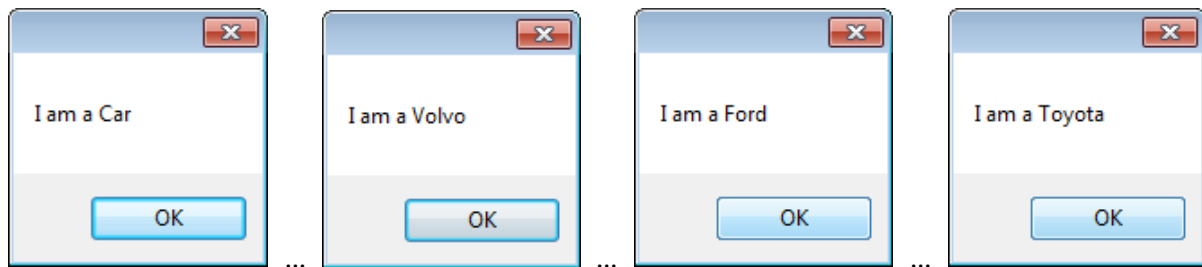 I am a Car
OK
...
I am a Volvo
OK
...
I am a Ford
OK
...
I am a Toyota
OK